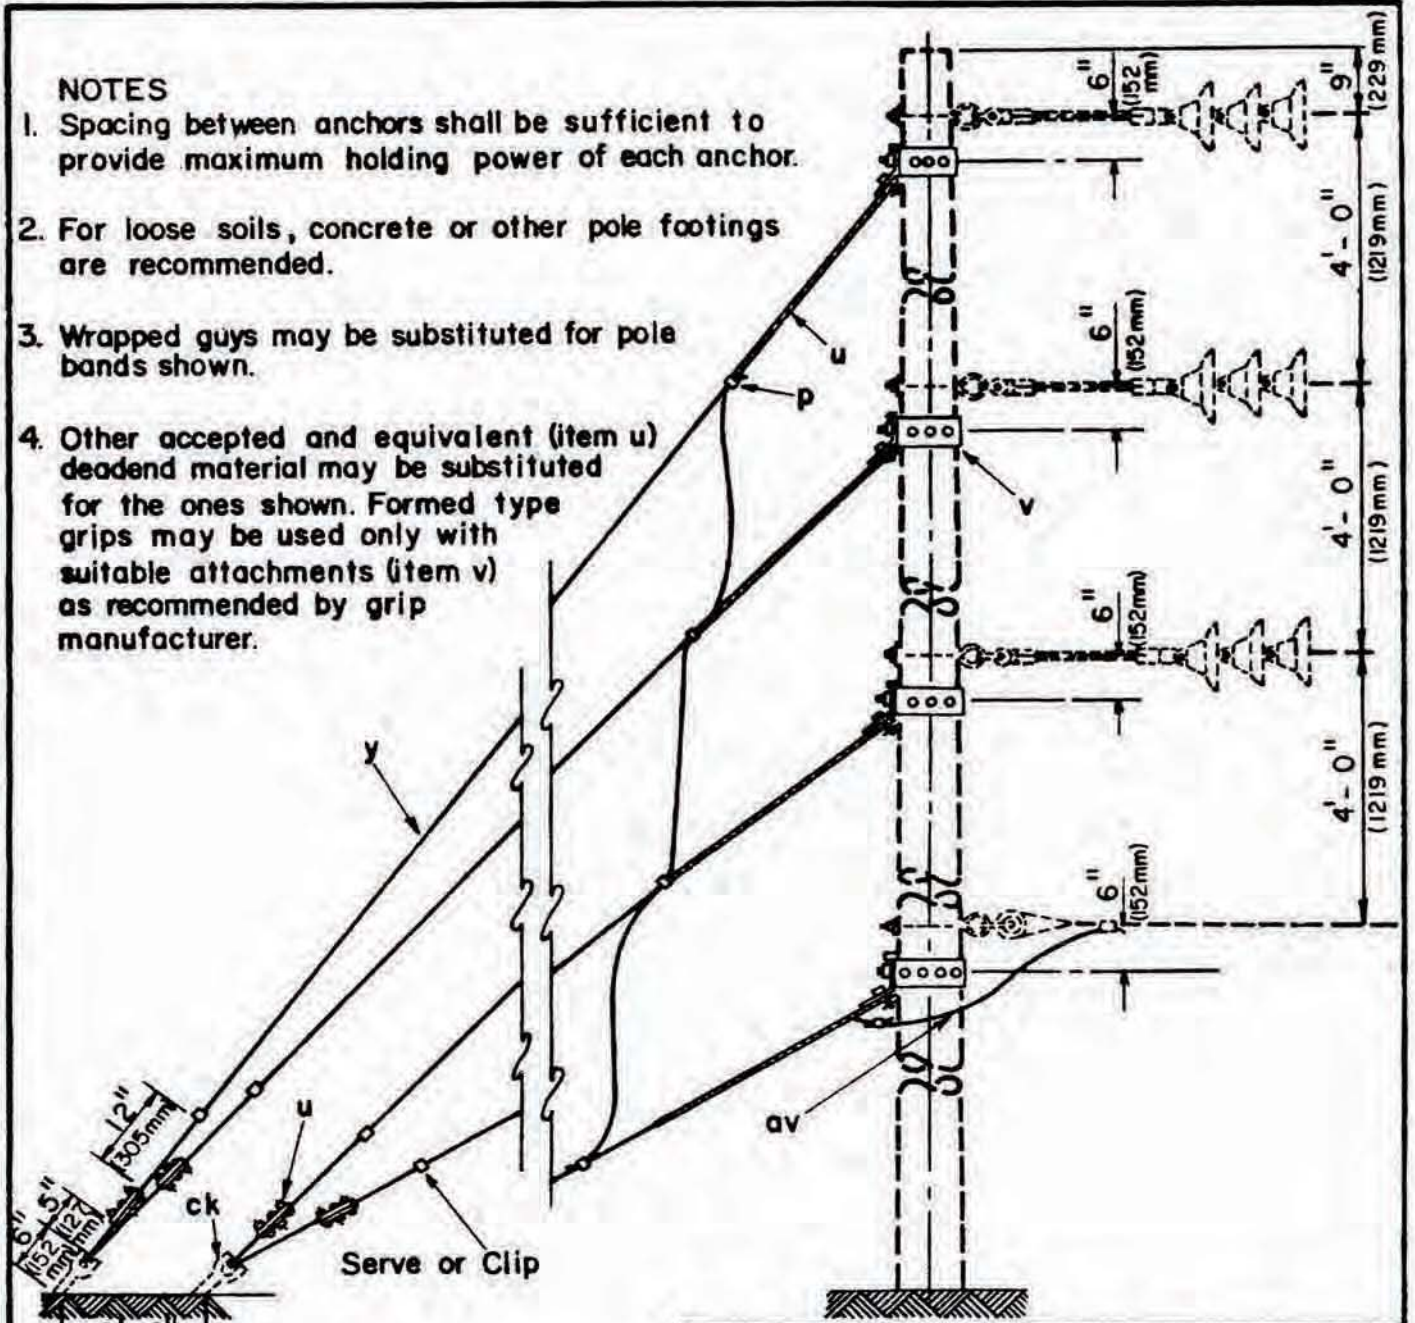 NOTES
1. Spacing between anchors shall be sufficient to
provide maximum holding power of each anchor.
2. For loose soils, concrete or other pole footings
are recommended.
3. Wrapped guys may be substituted for pole
bands shown.
4. Other accepted and equivalent (item u)
deadend material may be substituted
for the ones shown. Formed type
grips may be used only with
suitable attachments (item v)
as recommended by grip
manufacturer.
6"
(152
mm)
9"
(229 mm)
4'-0"
(1219mm)
6"
(152mm)
u
p
4'-0"
(1219mm)
v
6"
(152mm)
y
4'-0"
(1219mm)
6"
(152mm)
av
12"
305mm
u
ck
6"
(152
mm)
5"
(127
mm)
Serve or Clip